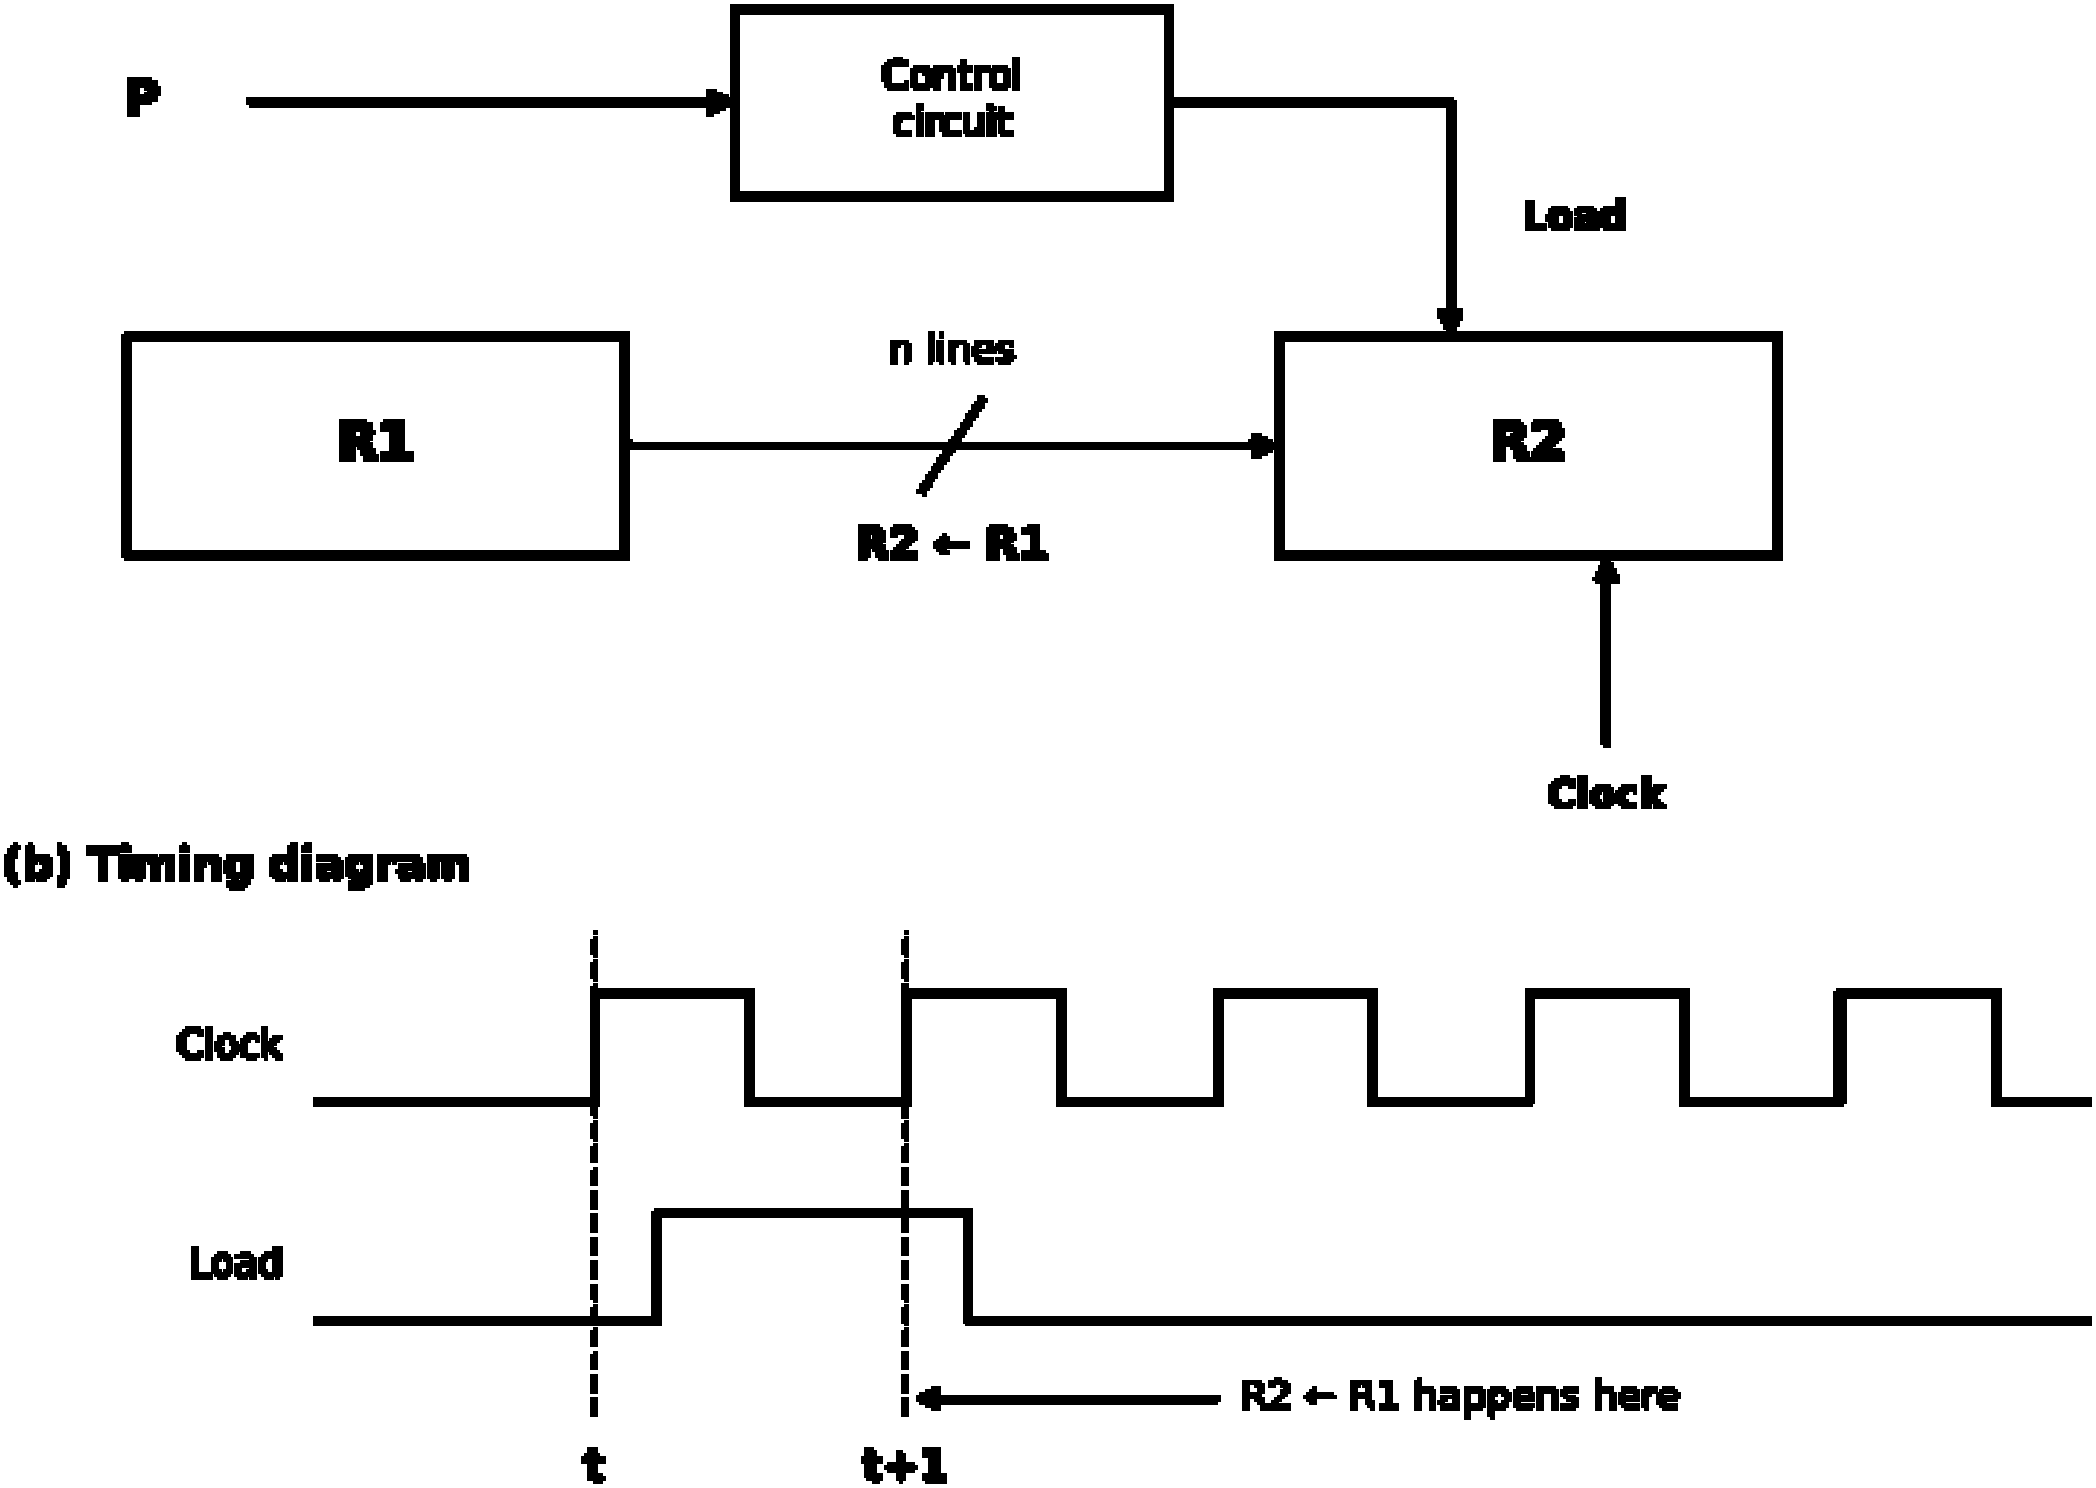 P
Control
circuit
Load
n lines
R1
R2
R2 ← R1
Clock
(b) Timing diagram
Clock
Load
R2 ← R1 happens here
t
t+1